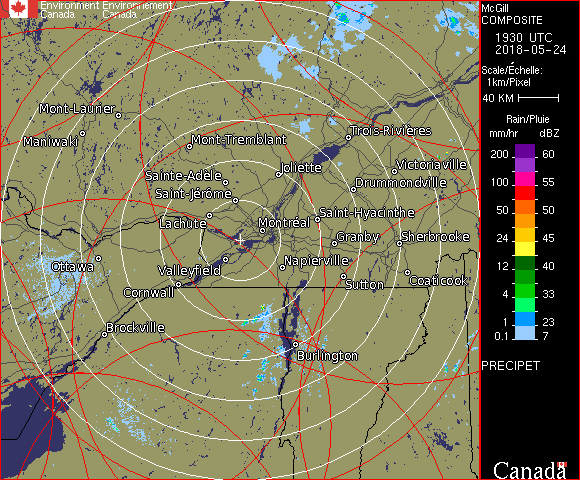 Environment Environnement
Canada Canada
McGill
COMPOSITE
1930 UTC
2018-05-24
Scale/Échelle:
1km/Pixel
40 KM
Rain/Pluie
mm/hr dBZ
200 60
55
100 55
50 50
24 45
12 40
4 33
1 23
0.1 7
PRECIPET
Canada
Mont-Laurier
Maniwaki
Mont-Tremblant
Trois-Rivières
Joliette
Victoriaville
Sainte-Adèle
Drummondville
Saint-Jérôme
Saint-Hyacinthe
Lachute
Montréal
Granby
Sherbrooke
Ottawa
Valleyfield
Napierville
Cornwall
Sutton
Coaticook
Brockville
Burlington